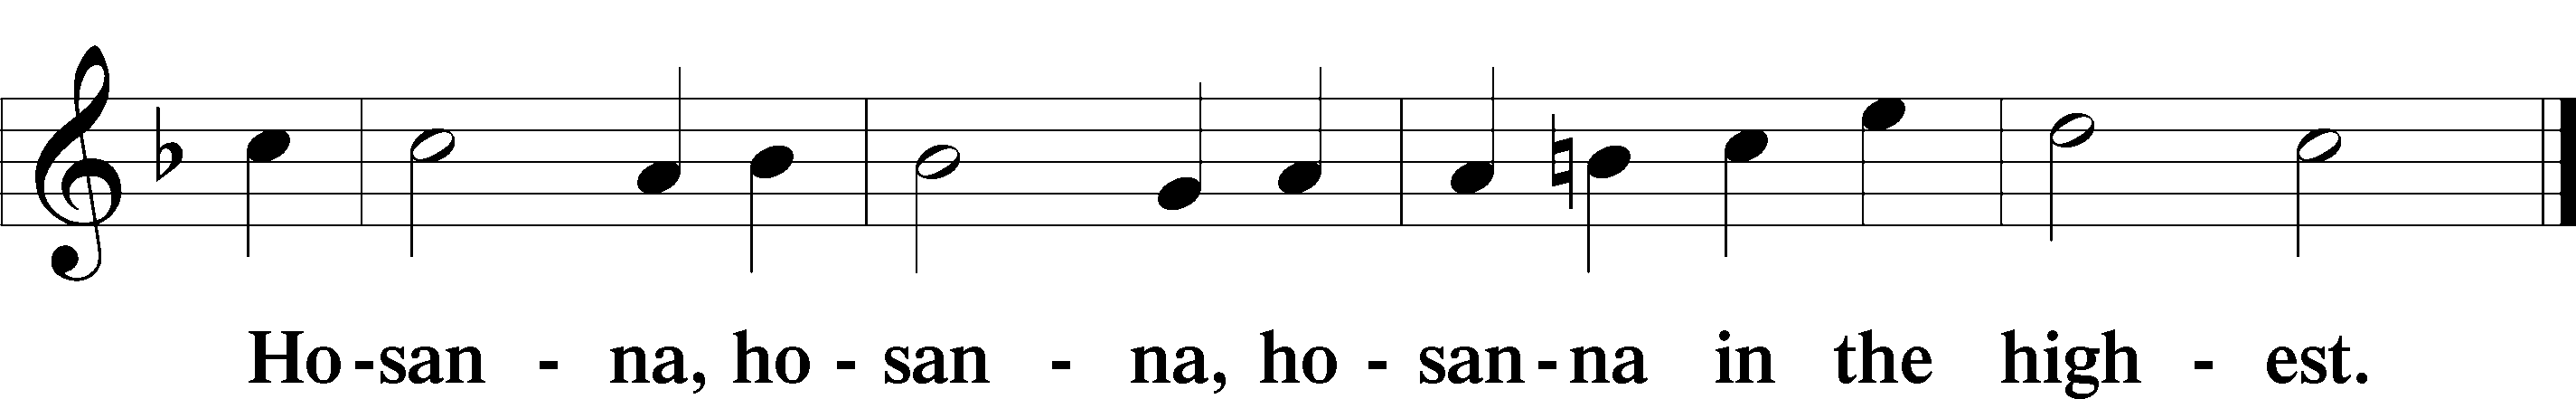 Ho - san - na, ho - san - na, ho - san - na in the high - est.